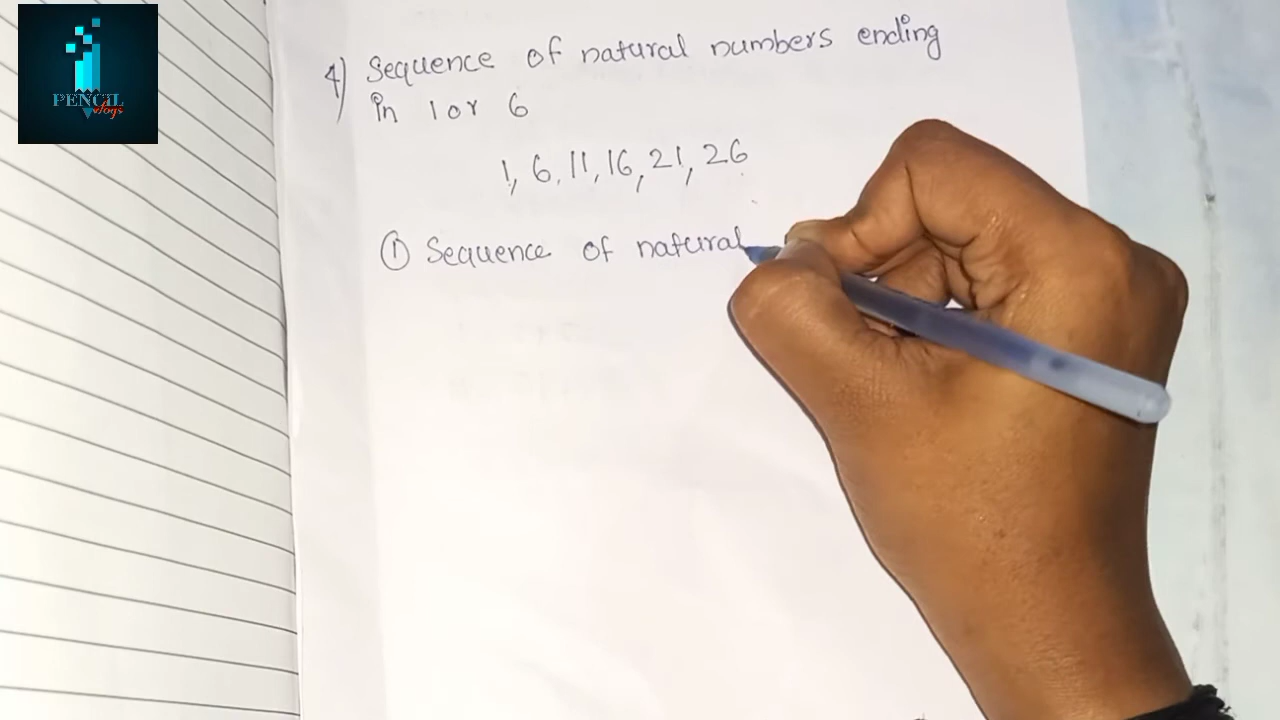 PENCIL
vlogs
4) Sequence of natural numbers ending
in 1 or 6
1, 6, 11, 16, 21, 26
① Sequence of natural